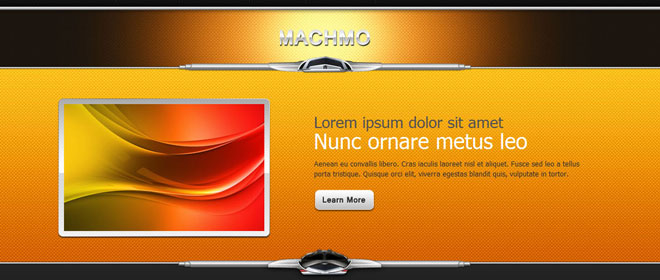 MACHMO
Lorem ipsum dolor sit amet
Nunc ornare metus leo
Aenean eu convallis libero. Cras iaculis laoreet nisl et aliquet. Fusce sed leo a tellus
porta tristique. Quisque orci elit, viverra egestas blandit quis, vulputate in tortor.
Learn More